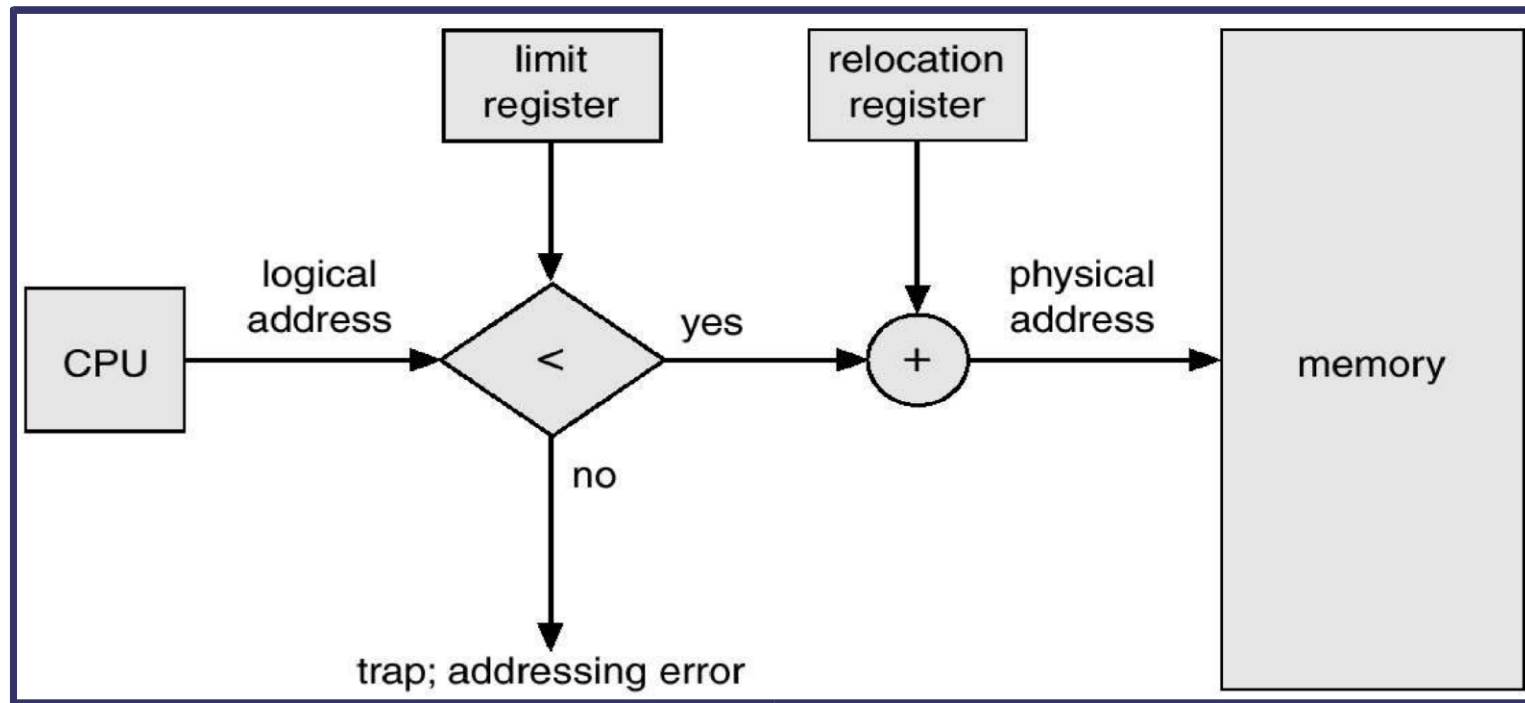 limit
register
relocation
register
logical
address
yes
physical
address
CPU
<
+
memory
no
trap; addressing error